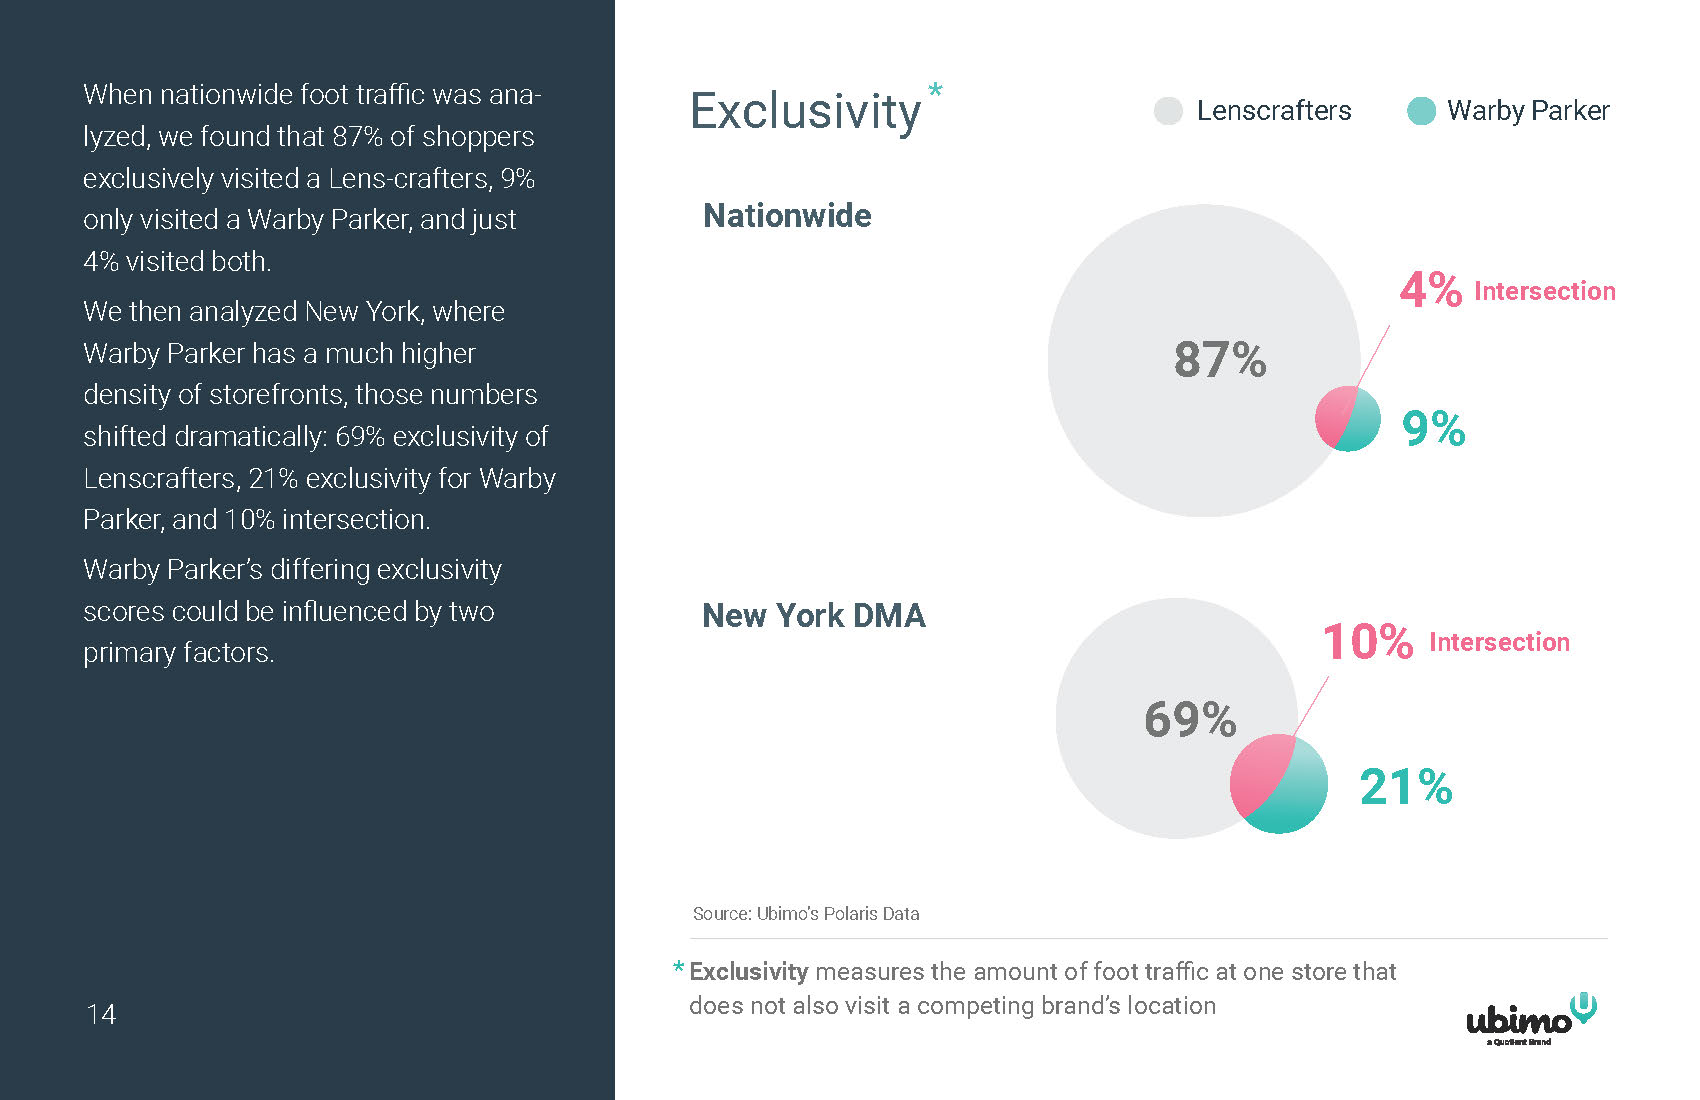 When nationwide foot traffic was ana-
lyzed, we found that 87% of shoppers
exclusively visited a Lens-crafters, 9%
only visited a Warby Parker, and just
4% visited both.
We then analyzed New York, where
Warby Parker has a much higher
density of storefronts, those numbers
shifted dramatically: 69% exclusivity of
Lenscrafters, 21% exclusivity for Warby
Parker, and 10% intersection.
Warby Parker’s differing exclusivity
scores could be influenced by two
primary factors.
14
Exclusivity*
Lenscrafters
Warby Parker
Nationwide
4% Intersection
87%
9%
New York DMA
10% Intersection
69%
21%
Source: Ubimo’s Polaris Data
*Exclusivity measures the amount of foot traffic at one store that
does not also visit a competing brand’s location
ubimo
a Quotient Brand